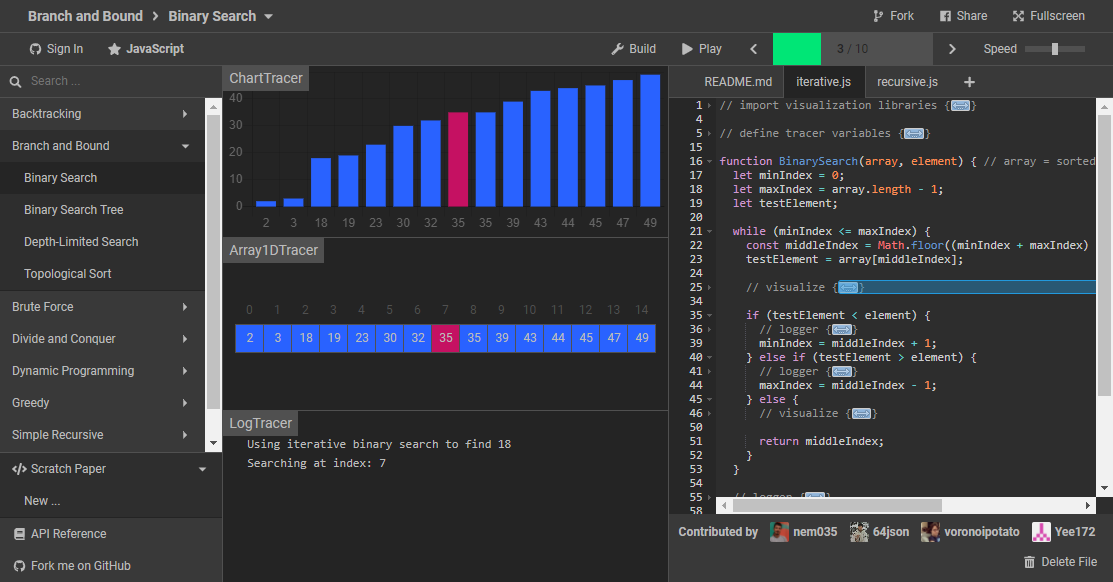 Branch and Bound > Binary Search
Fork
Share
Fullscreen
Sign In
JavaScript
Build
Play
3 / 10
Speed
Search ...
Backtracking
Branch and Bound
Binary Search
Binary Search Tree
Depth-Limited Search
Topological Sort
Brute Force
Divide and Conquer
Dynamic Programming
Greedy
Simple Recursive
</> Scratch Paper
New ...
API Reference
Fork me on GitHub
ChartTracer
40
30
20
10
0
2 3 18 19 23 30 32 35 35 39 43 44 45 47 49
Array1DTracer
0 1 2 3 4 5 6 7 8 9 10 11 12 13 14
2 3 18 19 23 30 32 35 35 39 43 44 45 47 49
LogTracer
Using iterative binary search to find 18
Searching at index: 7
README.md
iterative.js
recursive.js
+
1 // import visualization libraries {
4
5 // define tracer variables {
15
16 function BinarySearch(array, element) { // array = sorted
17 let minIndex = 0;
18 let maxIndex = array.length - 1;
19 let testElement;
20
21 while (minIndex <= maxIndex) {
22 const middleIndex = Math.floor((minIndex + maxIndex)
23 testElement = array[middleIndex];
24
25 // visualize {
34
35 if (testElement < element) {
36 // logger {
39 minIndex = middleIndex + 1;
40 } else if (testElement > element) {
41 // logger {
44 maxIndex = middleIndex - 1;
45 } else {
46 // visualize {
50
51 return middleIndex;
52 }
53 }
54
55 // logger {
58
Contributed by
nem035
64json
voronoipotato
Yee172
Delete File